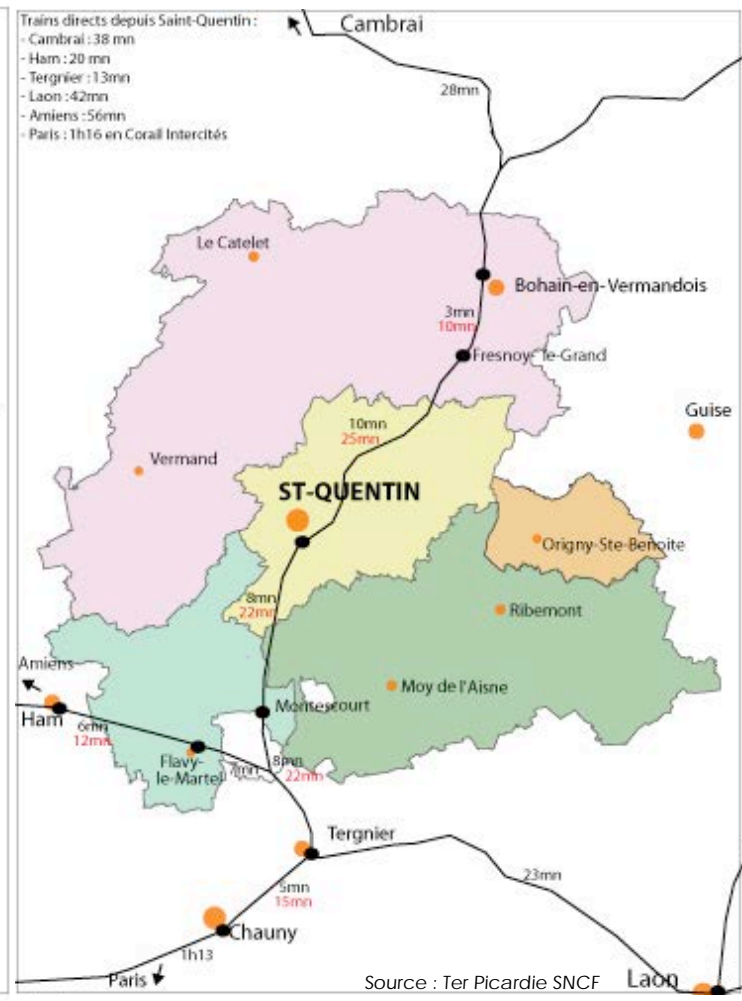 Trains directs depuis Saint-Quentin :
- Cambrai : 38 mn
- Ham : 20 mn
- Tergnier : 13mn
- Laon : 42mn
- Amiens : 56mn
- Paris : 1h16 en Corail Intercités
Cambrai
28mn
Le Catelet
Bohain-en-Vermandois
3mn
10mn
Fresnoy-le-Grand
Guise
10mn
25mn
Vermand
ST-QUENTIN
Origny-Ste-Benoite
8mn
22mn
Ribemont
Amiens
Moy de l'Aisne
Ham
Montescourt
6mn
12mn
Flavy-
le-Martel
7mn
8mn
22mn
Tergnier
23mn
5mn
15mn
Chauny
1h13
Paris
Source : Ter Picardie SNCF
Laon